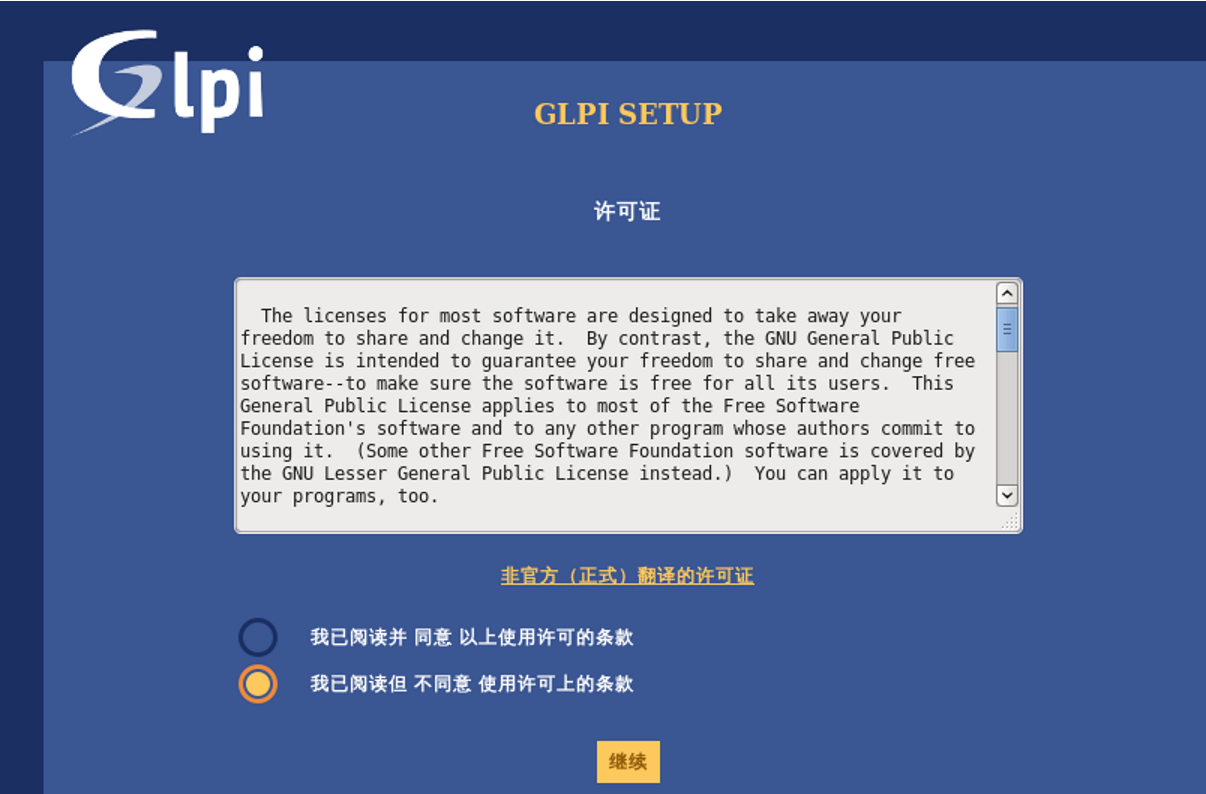 Glpi
GLPI SETUP
许可证
The licenses for most software are designed to take away your
freedom to share and change it.  By contrast, the GNU General Public
License is intended to guarantee your freedom to share and change free
software--to make sure the software is free for all its users.  This
General Public License applies to most of the Free Software
Foundation's software and to any other program whose authors commit to
using it.  (Some other Free Software Foundation software is covered by
the GNU Lesser General Public License instead.)  You can apply it to
your programs, too.
非官方（正式）翻译的许可证
我已阅读并 同意 以上使用许可的条款
我已阅读但 不同意 使用许可上的条款
继续